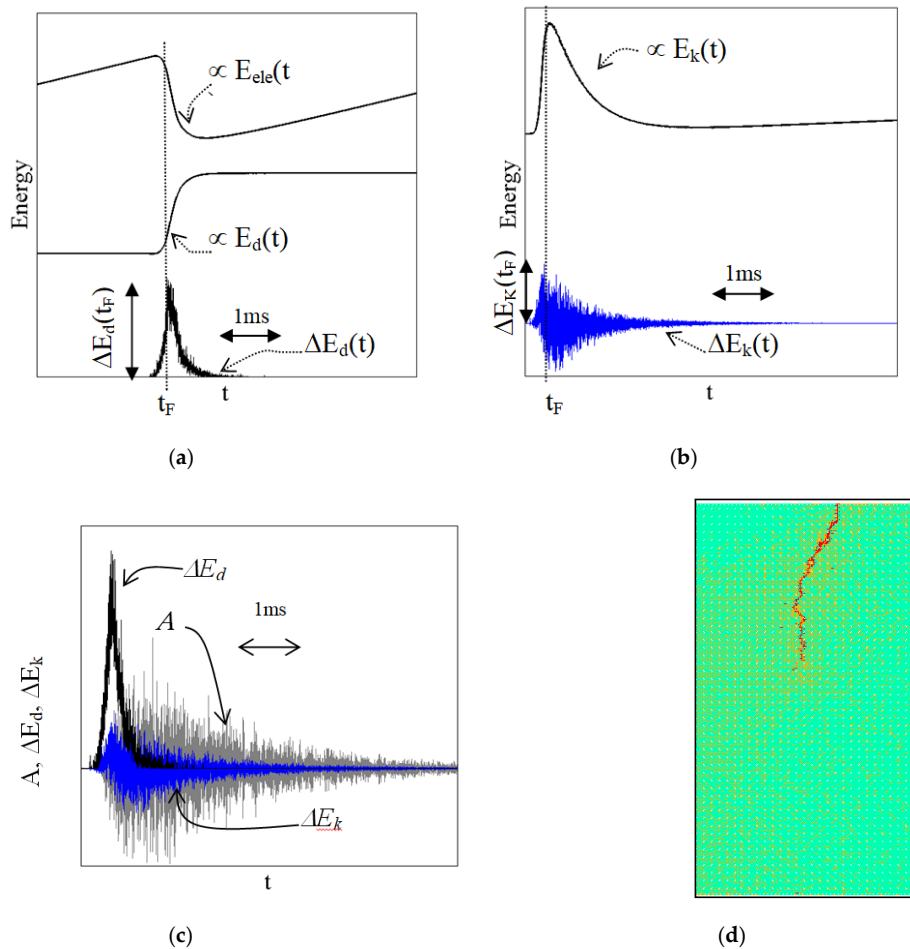 ∝ E_ele(t
Energy
∝ E_d(t)
ΔE_d(t_F)
1ms
ΔE_d(t)
t_F
t
(a)
∝ E_k(t)
Energy
ΔE_K(t_F)
1ms
ΔE_k(t)
t_F
t
(b)
ΔE_d
1ms
A
A, ΔE_d, ΔE_k
ΔE_k
t
(c)
(d)